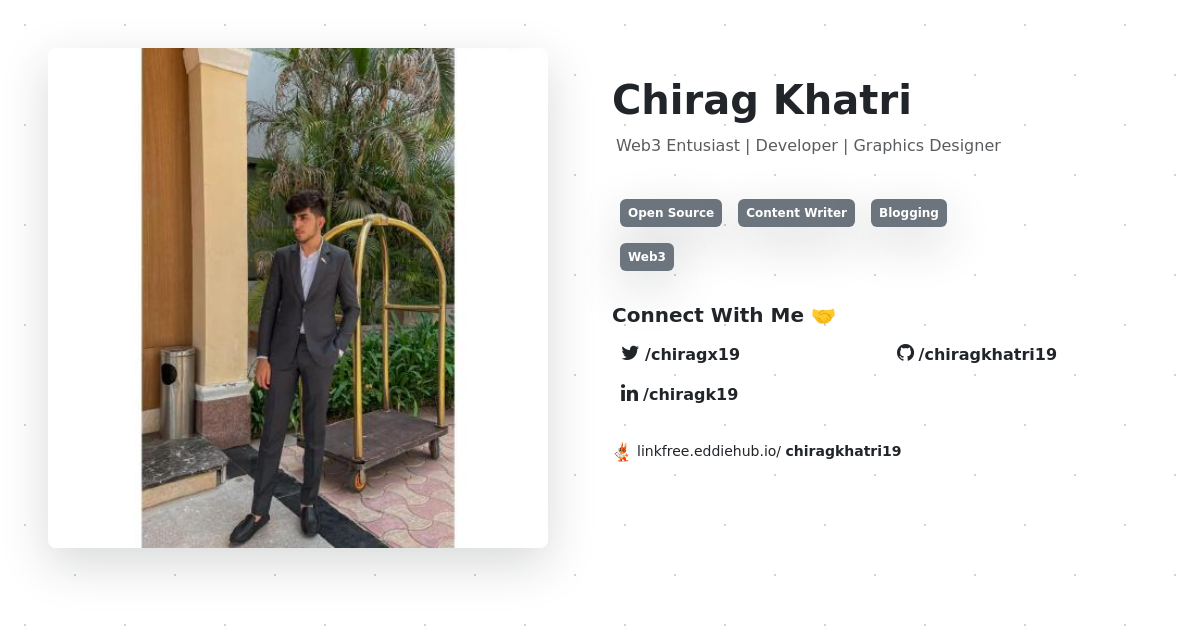 Chirag Khatri
Web3 Entusiast | Developer | Graphics Designer
Open Source Content Writer Blogging
Web3
Connect With Me 🤝
/chiragx19 /chiragkhatri19
/chiragk19
linkfree.eddiehub.io/ chiragkhatri19